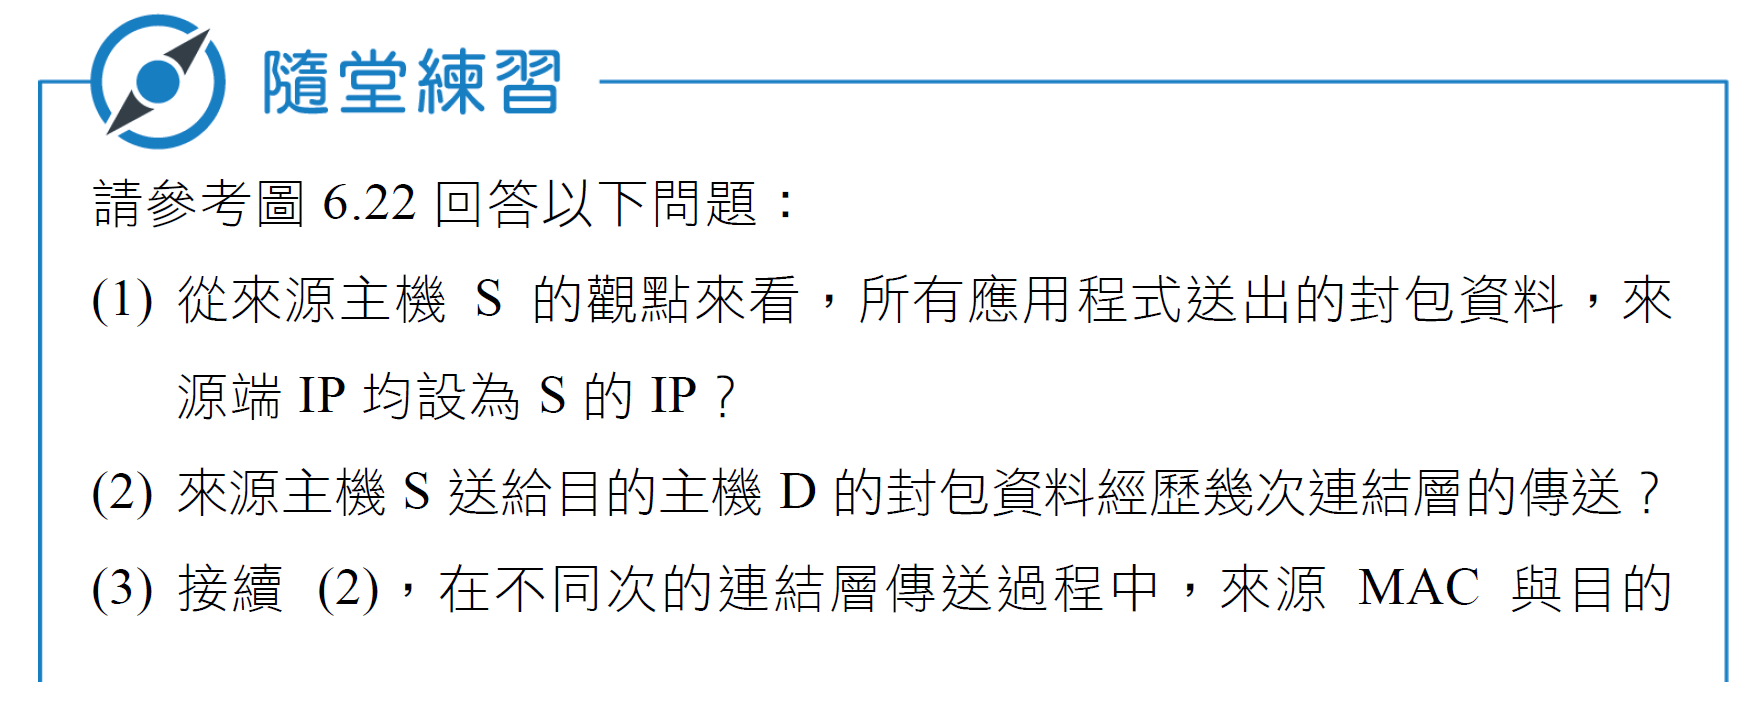 隨堂練習
請參考圖 6.22 回答以下問題：
(1) 從來源主機 S 的觀點來看，所有應用程式送出的封包資料，來
源端 IP 均設為 S 的 IP？
(2) 來源主機 S 送給目的主機 D 的封包資料經歷幾次連結層的傳送？
(3) 接續 (2)，在不同次的連結層傳送過程中，來源 MAC 與目的